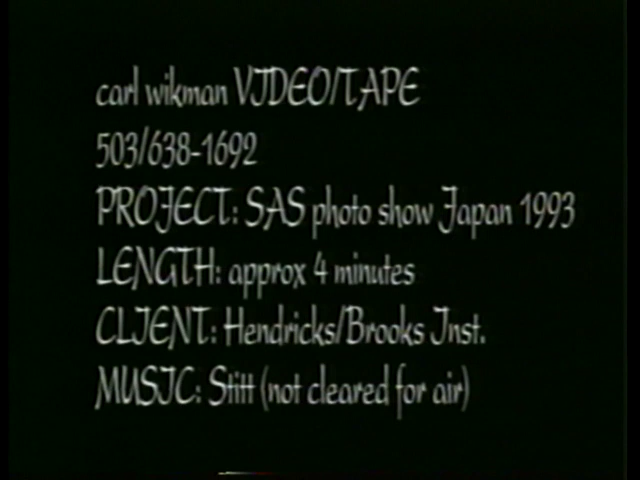 carl wikman VIDEO/TAPE
503/638-1692
PROJECT: SAS photo show Japan 1993
LENGTH: approx 4 minutes
CLIENT: Hendricks/Brooks Inst.
MUSIC: Stitt (not cleared for air)